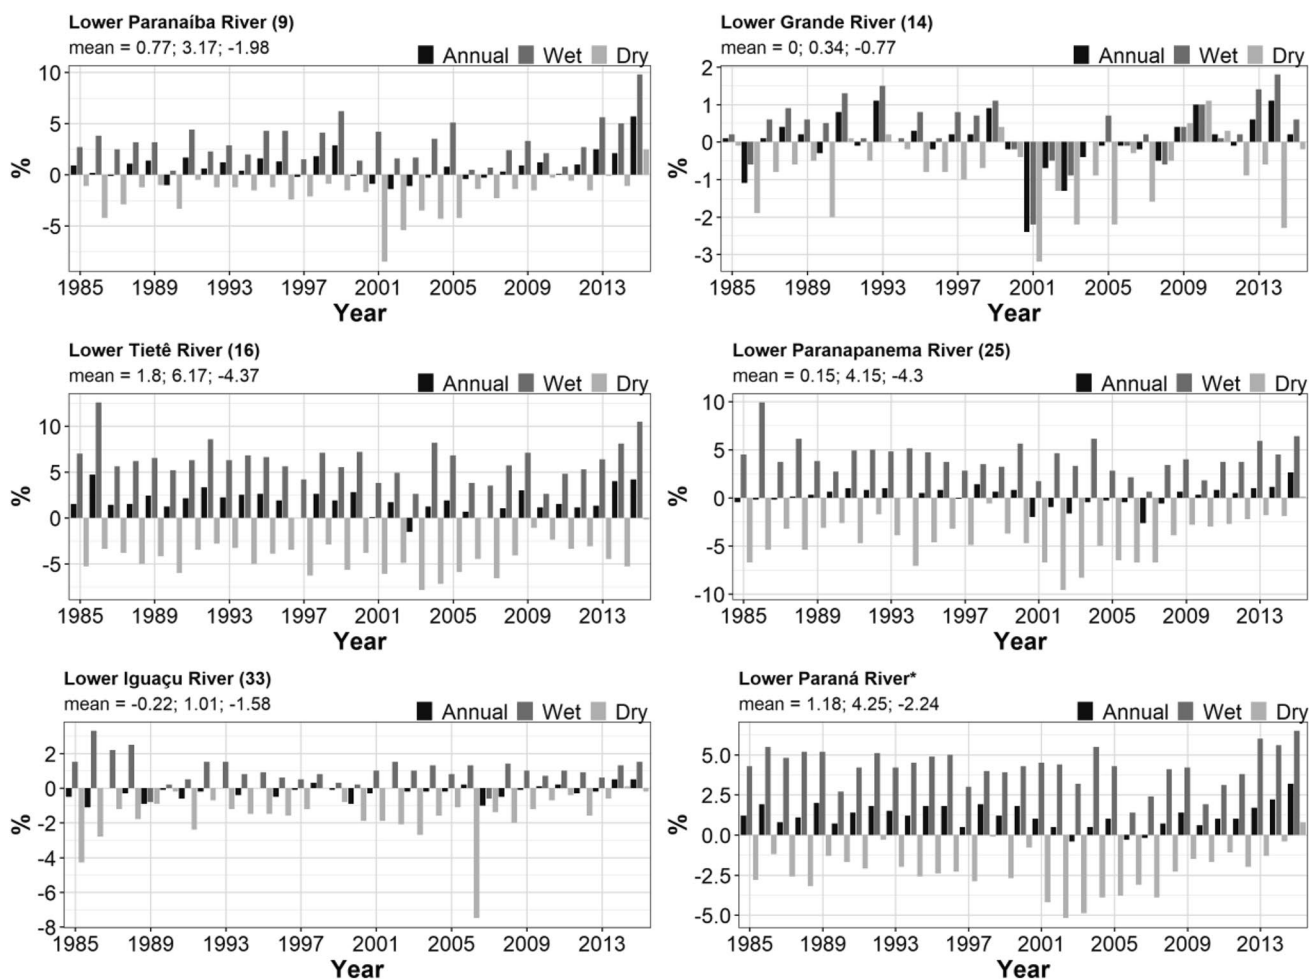 Lower Paranaíba River (9)
mean = 0.77; 3.17; -1.98
Annual Wet Dry
10
5
0
-5
%
1985 1989 1993 1997 2001 2005 2009 2013
Year
Lower Grande River (14)
mean = 0; 0.34; -0.77
Annual Wet Dry
2
1
0
-1
-2
-3
%
1985 1989 1993 1997 2001 2005 2009 2013
Year
Lower Tietê River (16)
mean = 1.8; 6.17; -4.37
Annual Wet Dry
10
5
0
-5
%
1985 1989 1993 1997 2001 2005 2009 2013
Year
Lower Paranapanema River (25)
mean = 0.15; 4.15; -4.3
Annual Wet Dry
10
5
0
-5
-10
%
1985 1989 1993 1997 2001 2005 2009 2013
Year
Lower Iguaçu River (33)
mean = -0.22; 1.01; -1.58
Annual Wet Dry
2
0
-2
-4
-6
-8
%
1985 1989 1993 1997 2001 2005 2009 2013
Year
Lower Paraná River*
mean = 1.18; 4.25; -2.24
Annual Wet Dry
5.0
2.5
0.0
-2.5
-5.0
%
1985 1989 1993 1997 2001 2005 2009 2013
Year